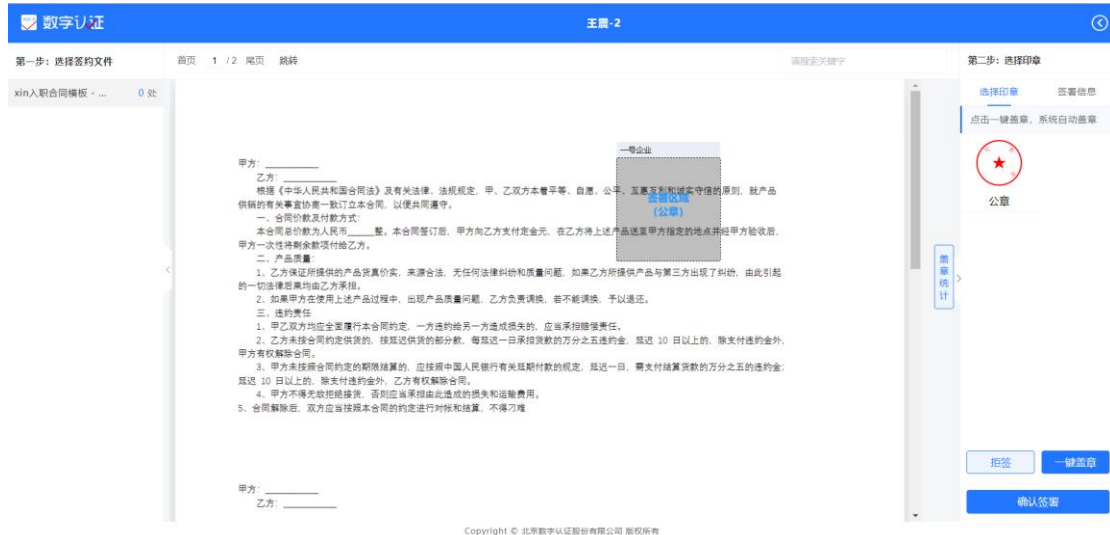 数字认证
王震-2
第一步：选择签约文件
首页 1 /2 尾页 跳转
请搜索关键字
第二步：选择印章
xin入职合同模板 - ... 0 处
选择印章 签署信息
点击一键盖章，系统自动盖章
公章
一号企业
签署区域
(公章)
甲方：
乙方：
根据《中华人民共和国合同法》及有关法律、法规规定，甲、乙双方本着平等、自愿、公平、互惠互利和诚实守信的原则，就产品
供销的有关事宜协商一致订立本合同，以便共同遵守。
一、合同价款及付款方式：
本合同总价款为人民币_____整。本合同签订后，甲方向乙方支付定金元，在乙方将上述产品送至甲方指定的地点并经甲方验收后，
甲方一次性将剩余款项付给乙方。
二、产品质量：
1、乙方保证所提供的产品货真价实，来源合法，无任何法律纠纷和质量问题，如果乙方所提供产品与第三方出现了纠纷，由此引起
的一切法律后果均由乙方承担。
2、如果甲方在使用上述产品过程中，出现产品质量问题，乙方负责调换，若不能调换，予以退还。
三、违约责任
1、甲乙双方均应全面履行本合同约定，一方违约给另一方造成损失的，应当承担赔偿责任。
2、乙方未按合同约定供货的，按延迟供货的部分款，每延迟一日承担货款的万分之五违约金，延迟 10 日以上的，除支付违约金外，
甲方有权解除合同。
3、甲方未按照合同约定的期限结算的，应按照中国人民银行有关延期付款的规定，延迟一日，需支付结算货款的万分之五的违约金；
延迟 10 日以上的，除支付违约金外，乙方有权解除合同。
4、甲方不得无故拒绝接货，否则应当承担由此造成的损失和运输费用。
5、合同解除后，双方应当按照本合同的约定进行对帐和结算，不得刁难
甲方：
乙方：
盖章统计
拒签 一键盖章
确认签署
Copyright © 北京数字认证股份有限公司 版权所有